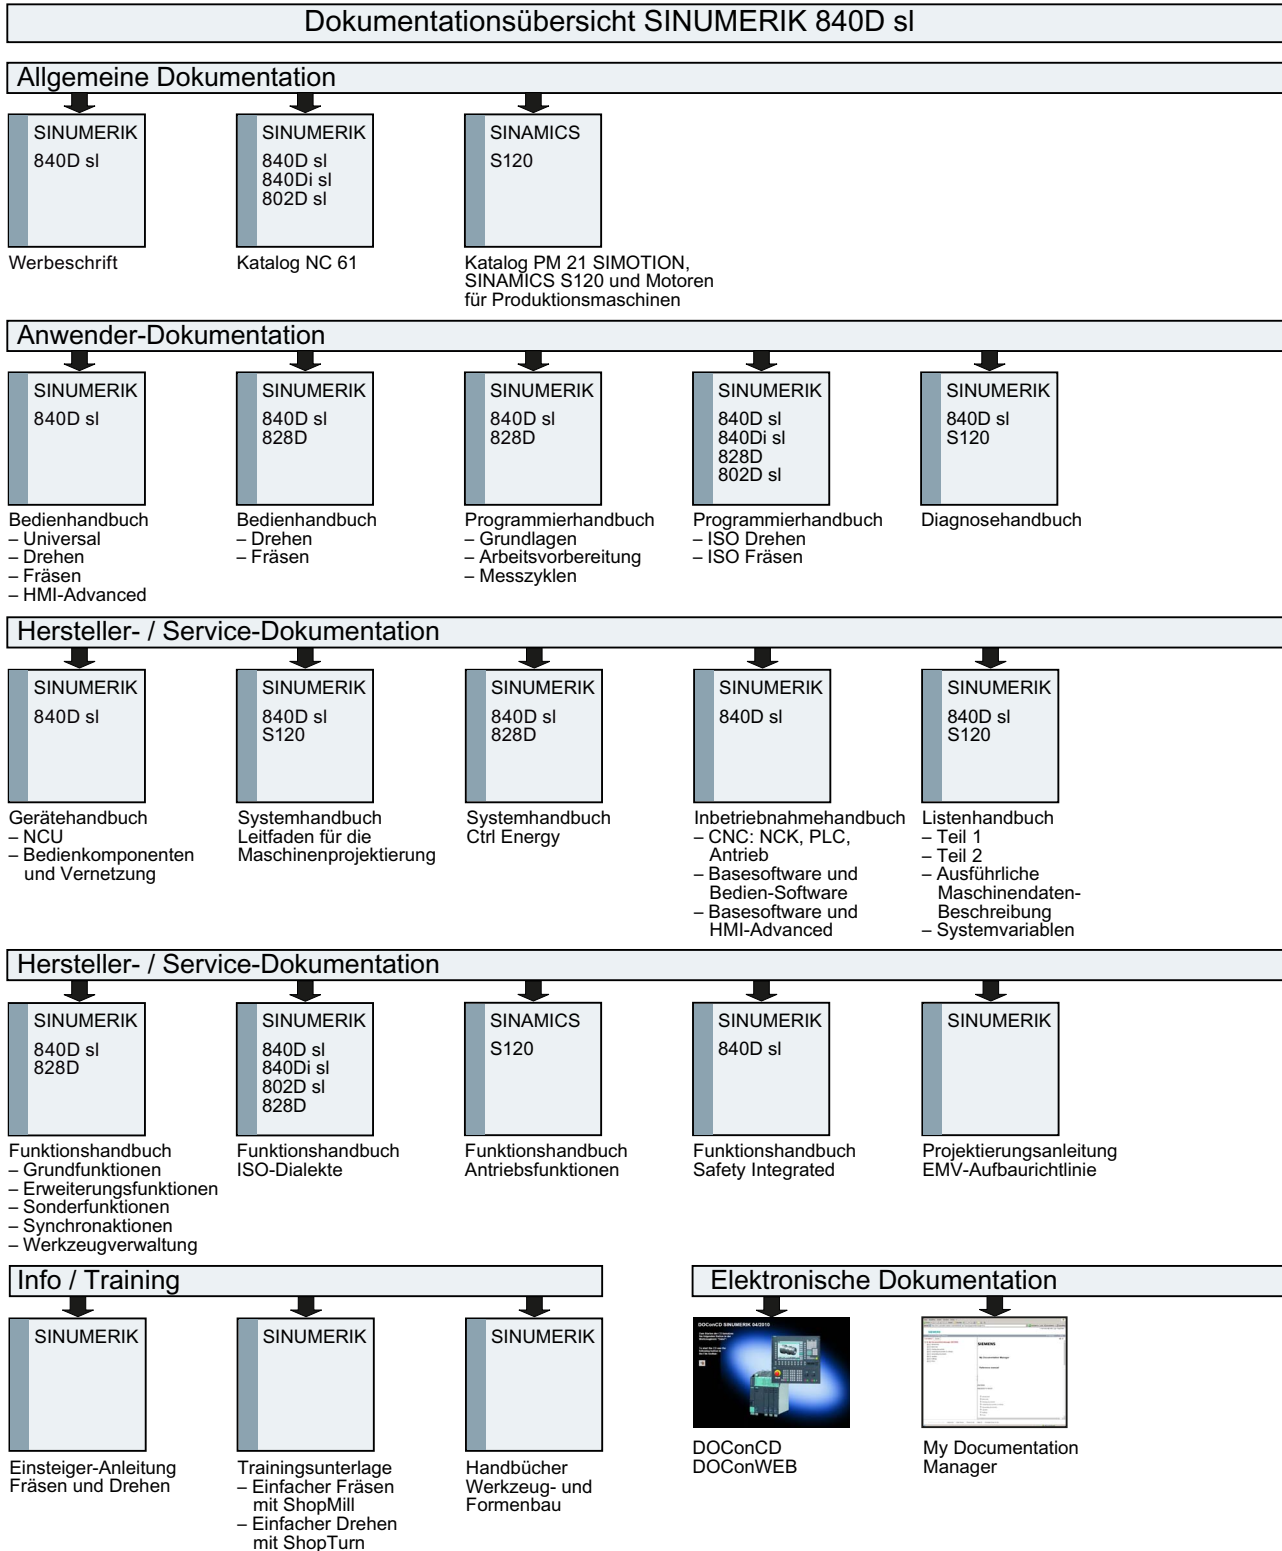 Dokumentationsübersicht SINUMERIK 840D sl
Allgemeine Dokumentation
SINUMERIK
840D sl
Werbeschrift
SINUMERIK
840D sl
840Di sl
802D sl
Katalog NC 61
SINAMICS
S120
Katalog PM 21 SIMOTION,
SINAMICS S120 und Motoren
für Produktionsmaschinen
Anwender-Dokumentation
SINUMERIK
840D sl
Bedienhandbuch
– Universal
– Drehen
– Fräsen
– HMI-Advanced
SINUMERIK
840D sl
828D
Bedienhandbuch
– Drehen
– Fräsen
SINUMERIK
840D sl
828D
Programmierhandbuch
– Grundlagen
– Arbeitsvorbereitung
– Messzyklen
SINUMERIK
840D sl
840Di sl
828D
802D sl
Programmierhandbuch
– ISO Drehen
– ISO Fräsen
SINUMERIK
840D sl
S120
Diagnosehandbuch
Hersteller- / Service-Dokumentation
SINUMERIK
840D sl
Gerätehandbuch
– NCU
– Bedienkomponenten
und Vernetzung
SINUMERIK
840D sl
S120
Systemhandbuch
Leitfaden für die
Maschinenprojektierung
SINUMERIK
840D sl
828D
Systemhandbuch
Ctrl Energy
SINUMERIK
840D sl
Inbetriebnahmehandbuch
– CNC: NCK, PLC,
Antrieb
– Basesoftware und
Bedien-Software
– Basesoftware und
HMI-Advanced
SINUMERIK
840D sl
S120
Listenhandbuch
– Teil 1
– Teil 2
– Ausführliche
Maschinendaten-
Beschreibung
– Systemvariablen
Hersteller- / Service-Dokumentation
SINUMERIK
840D sl
828D
Funktionshandbuch
– Grundfunktionen
– Erweiterungsfunktionen
– Sonderfunktionen
– Synchronaktionen
– Werkzeugverwaltung
SINUMERIK
840D sl
840Di sl
802D sl
828D
Funktionshandbuch
ISO-Dialekte
SINAMICS
S120
Funktionshandbuch
Antriebsfunktionen
SINUMERIK
840D sl
Funktionshandbuch
Safety Integrated
SINUMERIK
Projektierungsanleitung
EMV-Aufbaurichtlinie
Info / Training
SINUMERIK
Einsteiger-Anleitung
Fräsen und Drehen
SINUMERIK
Trainingsunterlage
– Einfacher Fräsen
mit ShopMill
– Einfacher Drehen
mit ShopTurn
SINUMERIK
Handbücher
Werkzeug- und
Formenbau
Elektronische Dokumentation
DOConCD SINUMERIK 04/2010
DOConCD
DOConWEB
SIEMENS
My Documentation Manager
My Documentation
Manager